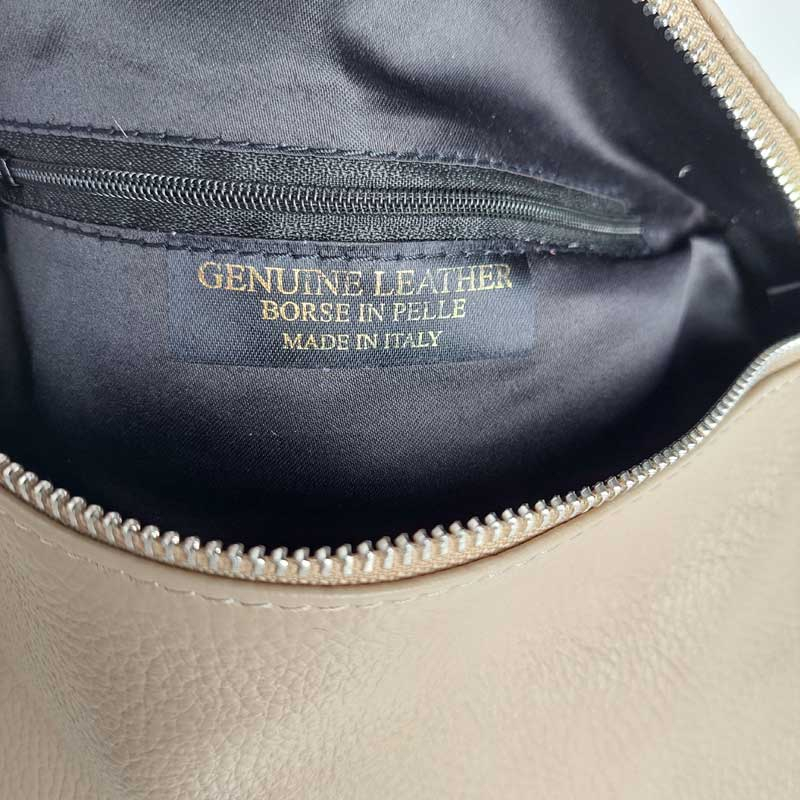 GENUINE LEATHER
BORSE IN PELLE
MADE IN ITALY